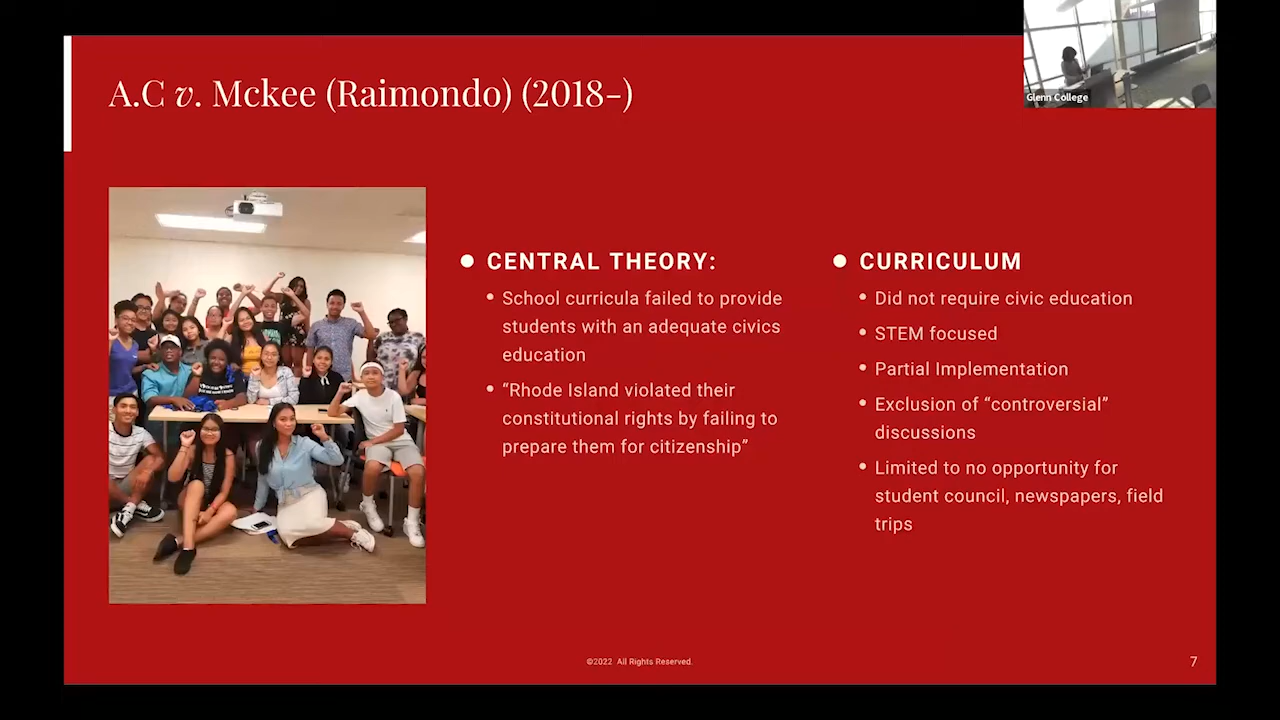 A.C v. Mckee (Raimondo) (2018-)
Glenn College
CENTRAL THEORY:
School curricula failed to provide
students with an adequate civics
education
“Rhode Island violated their
constitutional rights by failing to
prepare them for citizenship”
CURRICULUM
Did not require civic education
STEM focused
Partial Implementation
Exclusion of “controversial”
discussions
Limited to no opportunity for
student council, newspapers, field
trips
©2022 All Rights Reserved.
7